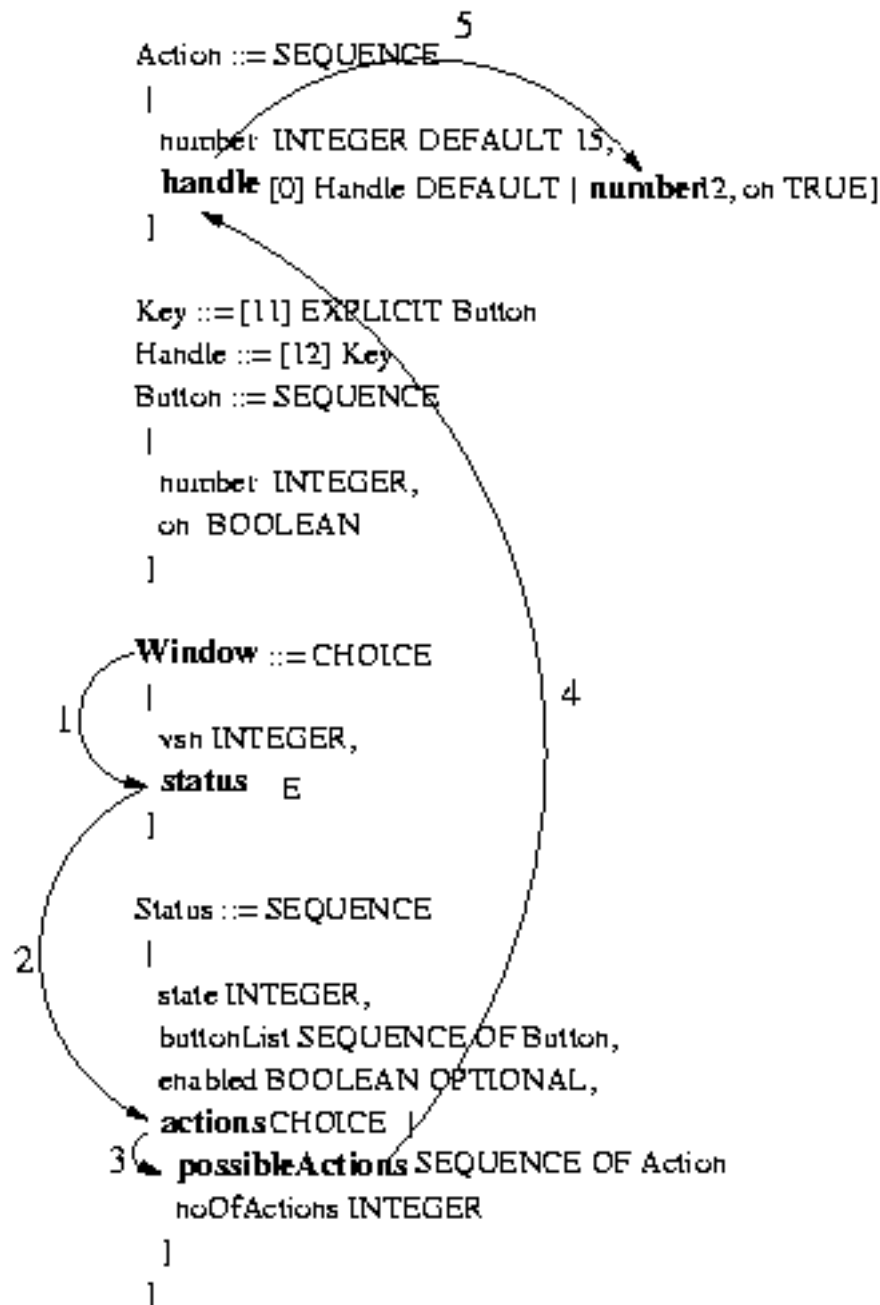 5
Action ::= SEQUENCE
|
number INTEGER DEFAULT 15,
handle [0] Handle DEFAULT | number12, on TRUE]
]
Key ::= [11] EXPLICIT Button
Handle ::= [12] Key
Button ::= SEQUENCE
|
number INTEGER,
on BOOLEAN
]
Window ::= CHOICE
|
1
4
vsn INTEGER,
status E
]
Status ::= SEQUENCE
2
|
state INTEGER,
buttonList SEQUENCE OF Button,
enabled BOOLEAN OPTIONAL,
actions CHOICE |
3
possibleActions SEQUENCE OF Action
noOfActions INTEGER
]
]